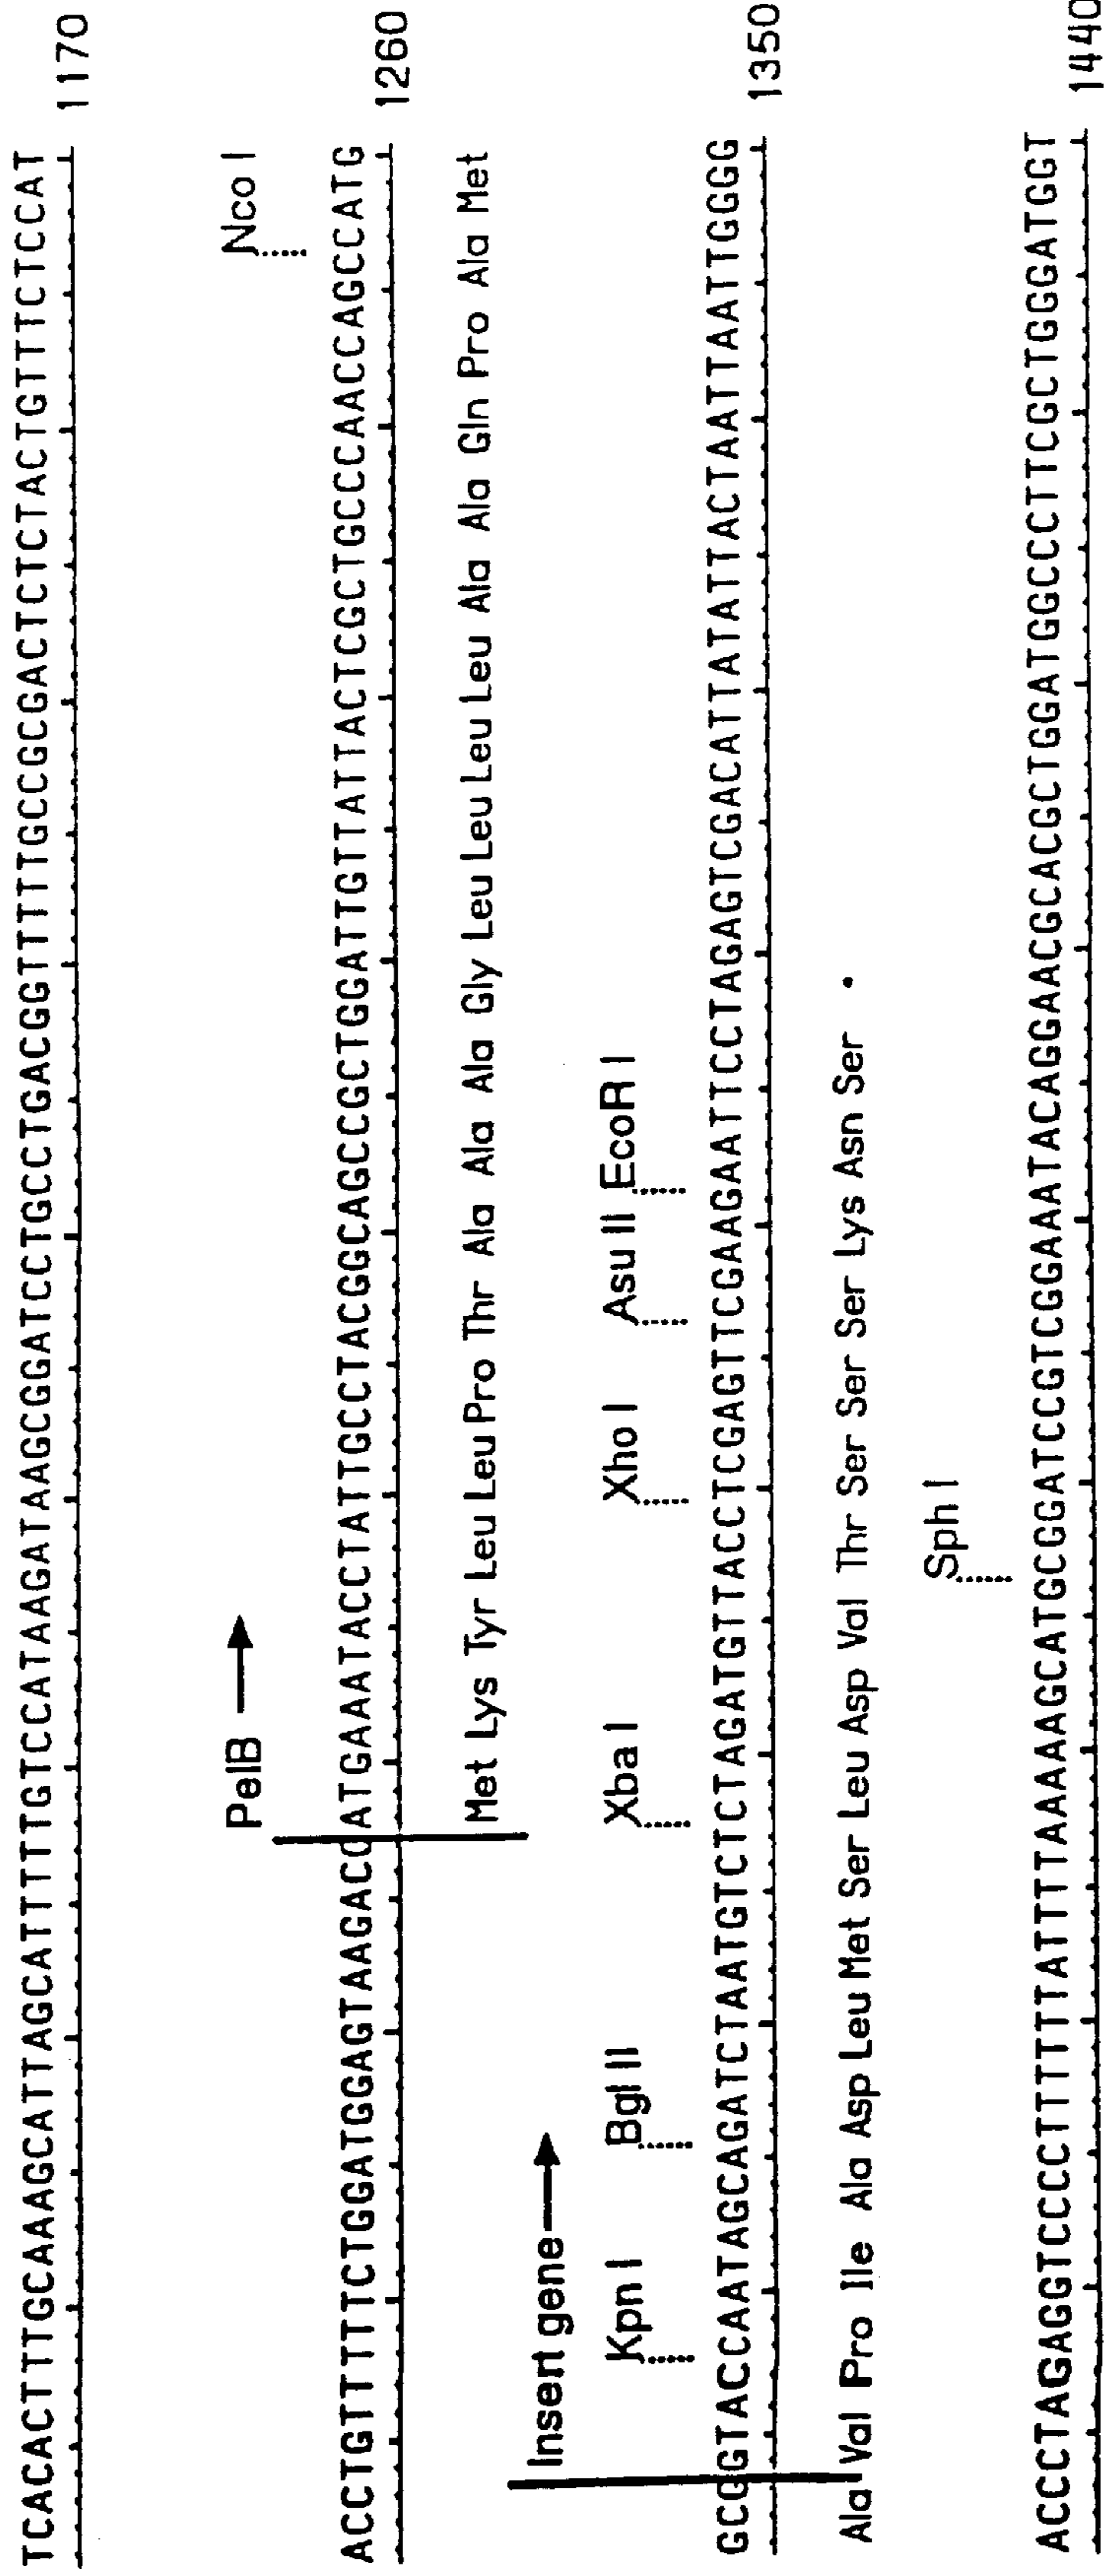 TCACACTTTGCAAAGCATTAGCATTTTTGTCCATAAGATAAGCGGATCCTGCCTGACGGTTTTTGCCGCGACTCTCTACTGTTTCTCCAT 1170
PelB Nco I
ACCTGTTTTTCTGGATGGAGTAAGACCATGAAATACCTATTGCCTACGGCAGCCGCTGGATTGTTATTACTCGCTGCCCAACCAGCCATG 1260
Met Lys Tyr Leu Leu Pro Thr Ala Ala Ala Gly Leu Leu Leu Leu Ala Ala Gln Pro Ala Met
Insert gene
Kpn I Bgl II Xba I Xho I Asu II EcoR I
GCGGTACCAATAGCAGATCTAATGTCTCTAGATGTTACCTCGAGTTCGAAGAATTCCTAGAGTCGACATTATATTACTAATTAATTGGGG 1350
Ala Val Pro Ile Ala Asp Leu Met Ser Leu Asp Val Thr Ser Ser Ser Lys Asn Ser .
Sph I
ACCCTAGAGGTCCCCTTTTTTATTTTAAAAAGCATGCGGATCCGTCGGAAATACAGGAACGCACGCTGGATGGCCCTTCGCTGGGATGGT 1440